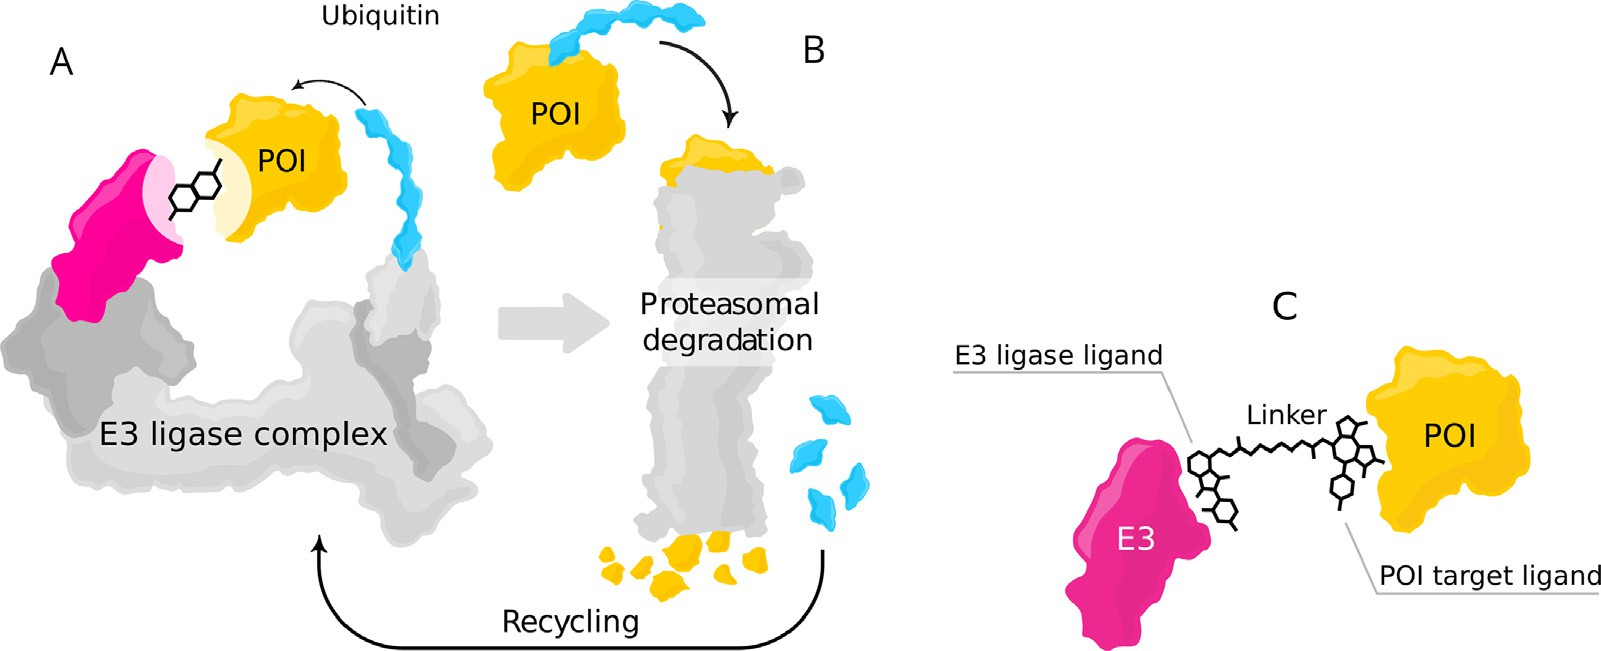 A
Ubiquitin
POI
E3 ligase complex
B
POI
Proteasomal
degradation
Recycling
C
E3 ligase ligand
Linker
POI
E3
POI target ligand